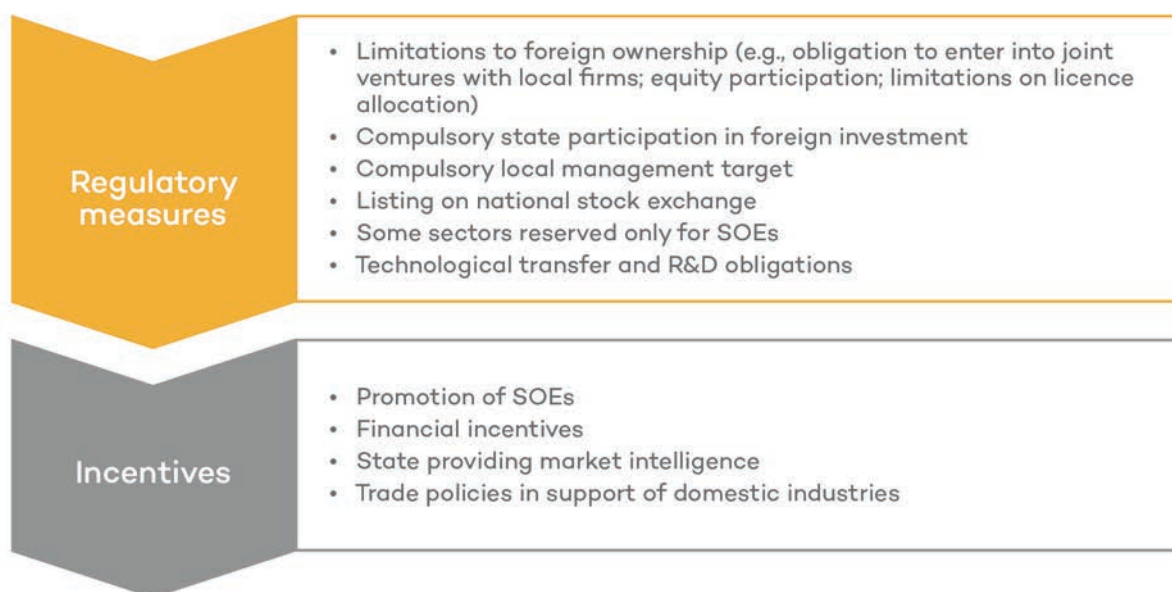 Regulatory
measures
• Limitations to foreign ownership (e.g., obligation to enter into joint
ventures with local firms; equity participation; limitations on licence
allocation)
• Compulsory state participation in foreign investment
• Compulsory local management target
• Listing on national stock exchange
• Some sectors reserved only for SOEs
• Technological transfer and R&D obligations
Incentives
• Promotion of SOEs
• Financial incentives
• State providing market intelligence
• Trade policies in support of domestic industries